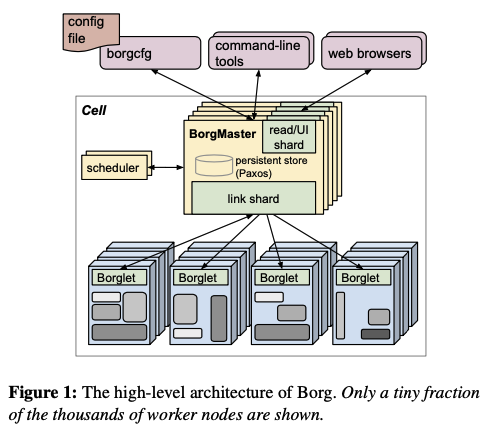 config
file
borgcfg
command-line
tools
web browsers
Cell
BorgMaster
read/UI
shard
persistent store
(Paxos)
scheduler
link shard
Borglet
Borglet
Borglet
Borglet
Figure 1: The high-level architecture of Borg. Only a tiny fraction
of the thousands of worker nodes are shown.